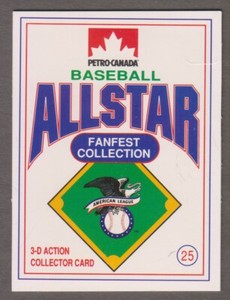 PETRO-CANADA
BASEBALL
ALLSTAR
FANFEST
COLLECTION
AMERICAN LEAGUE
3-D ACTION
COLLECTOR CARD
25